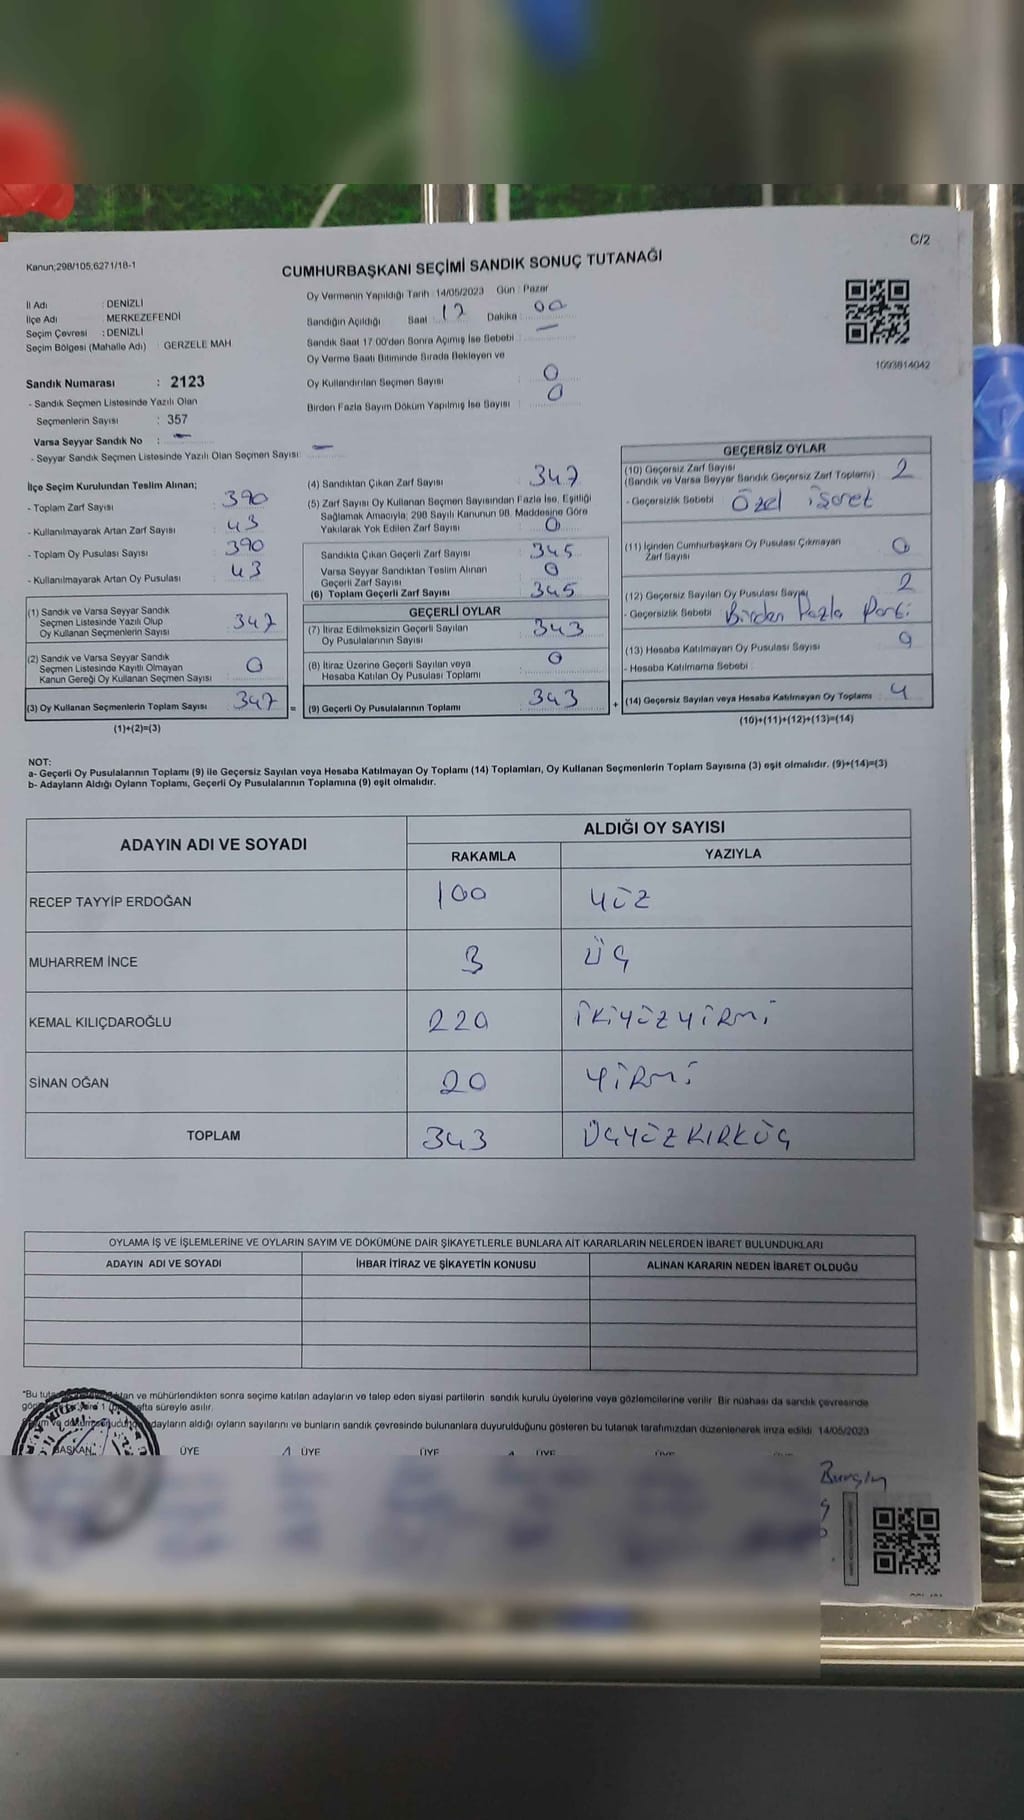 C/2
Kanun;298/105,6271/18-1
CUMHURBAŞKANI SEÇİMİ SANDIK SONUÇ TUTANAĞI
İl Adı : DENİZLİ
İlçe Adı : MERKEZEFENDİ
Seçim Çevresi : DENİZLİ
Seçim Bölgesi (Mahalle Adı) : GERZELE MAH
Sandık Numarası : 2123
- Sandık Seçmen Listesinde Yazılı Olan
Seçmenlerin Sayısı : 357
Varsa Seyyar Sandık No : —
- Seyyar Sandık Seçmen Listesinde Yazılı Olan Seçmen Sayısı: —
Oy Vermenin Yapıldığı Tarih : 14/05/2023 Gün : Pazar
Sandığın Açıldığı Saat : 17 Dakika : 00
Sandık Saat 17 00'den Sonra Açımış İse Sebebi : —
Oy Verme Saati Bitiminde Sırada Bekleyen ve
Oy Kullandırılan Seçmen Sayısı : 0
Birden Fazla Sayım Döküm Yapılmış İse Sayısı : 0
1093814042
İlçe Seçim Kurulundan Teslim Alınan;
- Toplam Zarf Sayısı : 390
- Kullanılmayarak Artan Zarf Sayısı : 43
- Toplam Oy Pusulası Sayısı : 390
- Kullanılmayarak Artan Oy Pusulası : 43
(1) Sandık ve Varsa Seyyar Sandık
Seçmen Listesinde Yazılı Olup
Oy Kullanan Seçmenlerin Sayısı : 347
(2) Sandık ve Varsa Seyyar Sandık
Seçmen Listesinde Kayıtlı Olmayan
Kanun Gereği Oy Kullanan Seçmen Sayısı : 0
(3) Oy Kullanan Seçmenlerin Toplam Sayısı : 347 =
(1)+(2)=(3)
(4) Sandıktan Çıkan Zarf Sayısı : 347
(5) Zarf Sayısı Oy Kullanan Seçmen Sayısından Fazla İse, Eşitliği
Sağlamak Amacıyla; 298 Sayılı Kanunun 98. Maddesine Göre
Yakılarak Yok Edilen Zarf Sayısı : 0
Sandıkta Çıkan Geçerli Zarf Sayısı : 345
Varsa Seyyar Sandıktan Teslim Alınan
Geçerli Zarf Sayısı : 0
(6) Toplam Geçerli Zarf Sayısı : 345
GEÇERLİ OYLAR
(7) İtiraz Edilmeksizin Geçerli Sayılan
Oy Pusulalarının Sayısı : 343
(8) İtiraz Üzerine Geçerli Sayılan veya
Hesaba Katılan Oy Pusulası Toplamı : 0
(9) Geçerli Oy Pusulalarının Toplamı : 343 +
GEÇERSİZ OYLAR
(10) Geçersiz Zarf Sayısı
(Sandık ve Varsa Seyyar Sandık Geçersiz Zarf Toplamı) : 2
- Geçersizlik Sebebi : Özel işaret
(11) İçinden Cumhurbaşkanı Oy Pusulası Çıkmayan
Zarf Sayısı : 0
(12) Geçersiz Sayılan Oy Pusulası Sayısı : 2
- Geçersizlik Sebebi : Birden Fazla Parti
(13) Hesaba Katılmayan Oy Pusulası Sayısı
- Hesaba Katılmama Sebebi :
(14) Geçersiz Sayılan veya Hesaba Katılmayan Oy Toplamı : 4
(10)+(11)+(12)+(13)=(14)
NOT:
a- Geçerli Oy Pusulalarının Toplamı (9) ile Geçersiz Sayılan veya Hesaba Katılmayan Oy Toplamı (14) Toplamları, Oy Kullanan Seçmenlerin Toplam Sayısına (3) eşit olmalıdır. (9)+(14)=(3)
b- Adayların Aldığı Oyların Toplamı, Geçerli Oy Pusulalarının Toplamına (9) eşit olmalıdır.
ADAYIN ADI VE SOYADI ALDIĞI OY SAYISI
RAKAMLA YAZIYLA
RECEP TAYYİP ERDOĞAN 100 YÜZ
MUHARREM İNCE 3 ÜÇ
KEMAL KILIÇDAROĞLU 220 İKİYÜZYİRMİ
SİNAN OĞAN 20 YİRMİ
TOPLAM 343 ÜÇYÜZKIRKÜÇ
OYLAMA İŞ VE İŞLEMLERİNE VE OYLARIN SAYIM VE DÖKÜMÜNE DAİR ŞİKAYETLERLE BUNLARA AİT KARARLARIN NELERDEN İBARET BULUNDUKLARI
ADAYIN ADI VE SOYADI İHBAR İTİRAZ VE ŞİKAYETİN KONUSU ALINAN KARARIN NEDEN İBARET OLDUĞU
"Bu ve mühürlendikten sonra seçime katılan adayların ve talep eden siyasi partilerin sandık kurulu üyelerine veya gözlemcilerine verilir. Bir nüshası da sandık çevresinde
1 süreyle asılır.
adayların aldığı oyların sayılarını ve bunların sandık çevresinde bulunanlara duyurulduğunu gösteren bu tutanak tarafımızdan düzenlenerek imza edildi. 14/05/2023
BAŞKAN ÜYE ÜYE ÜYE ÜYE